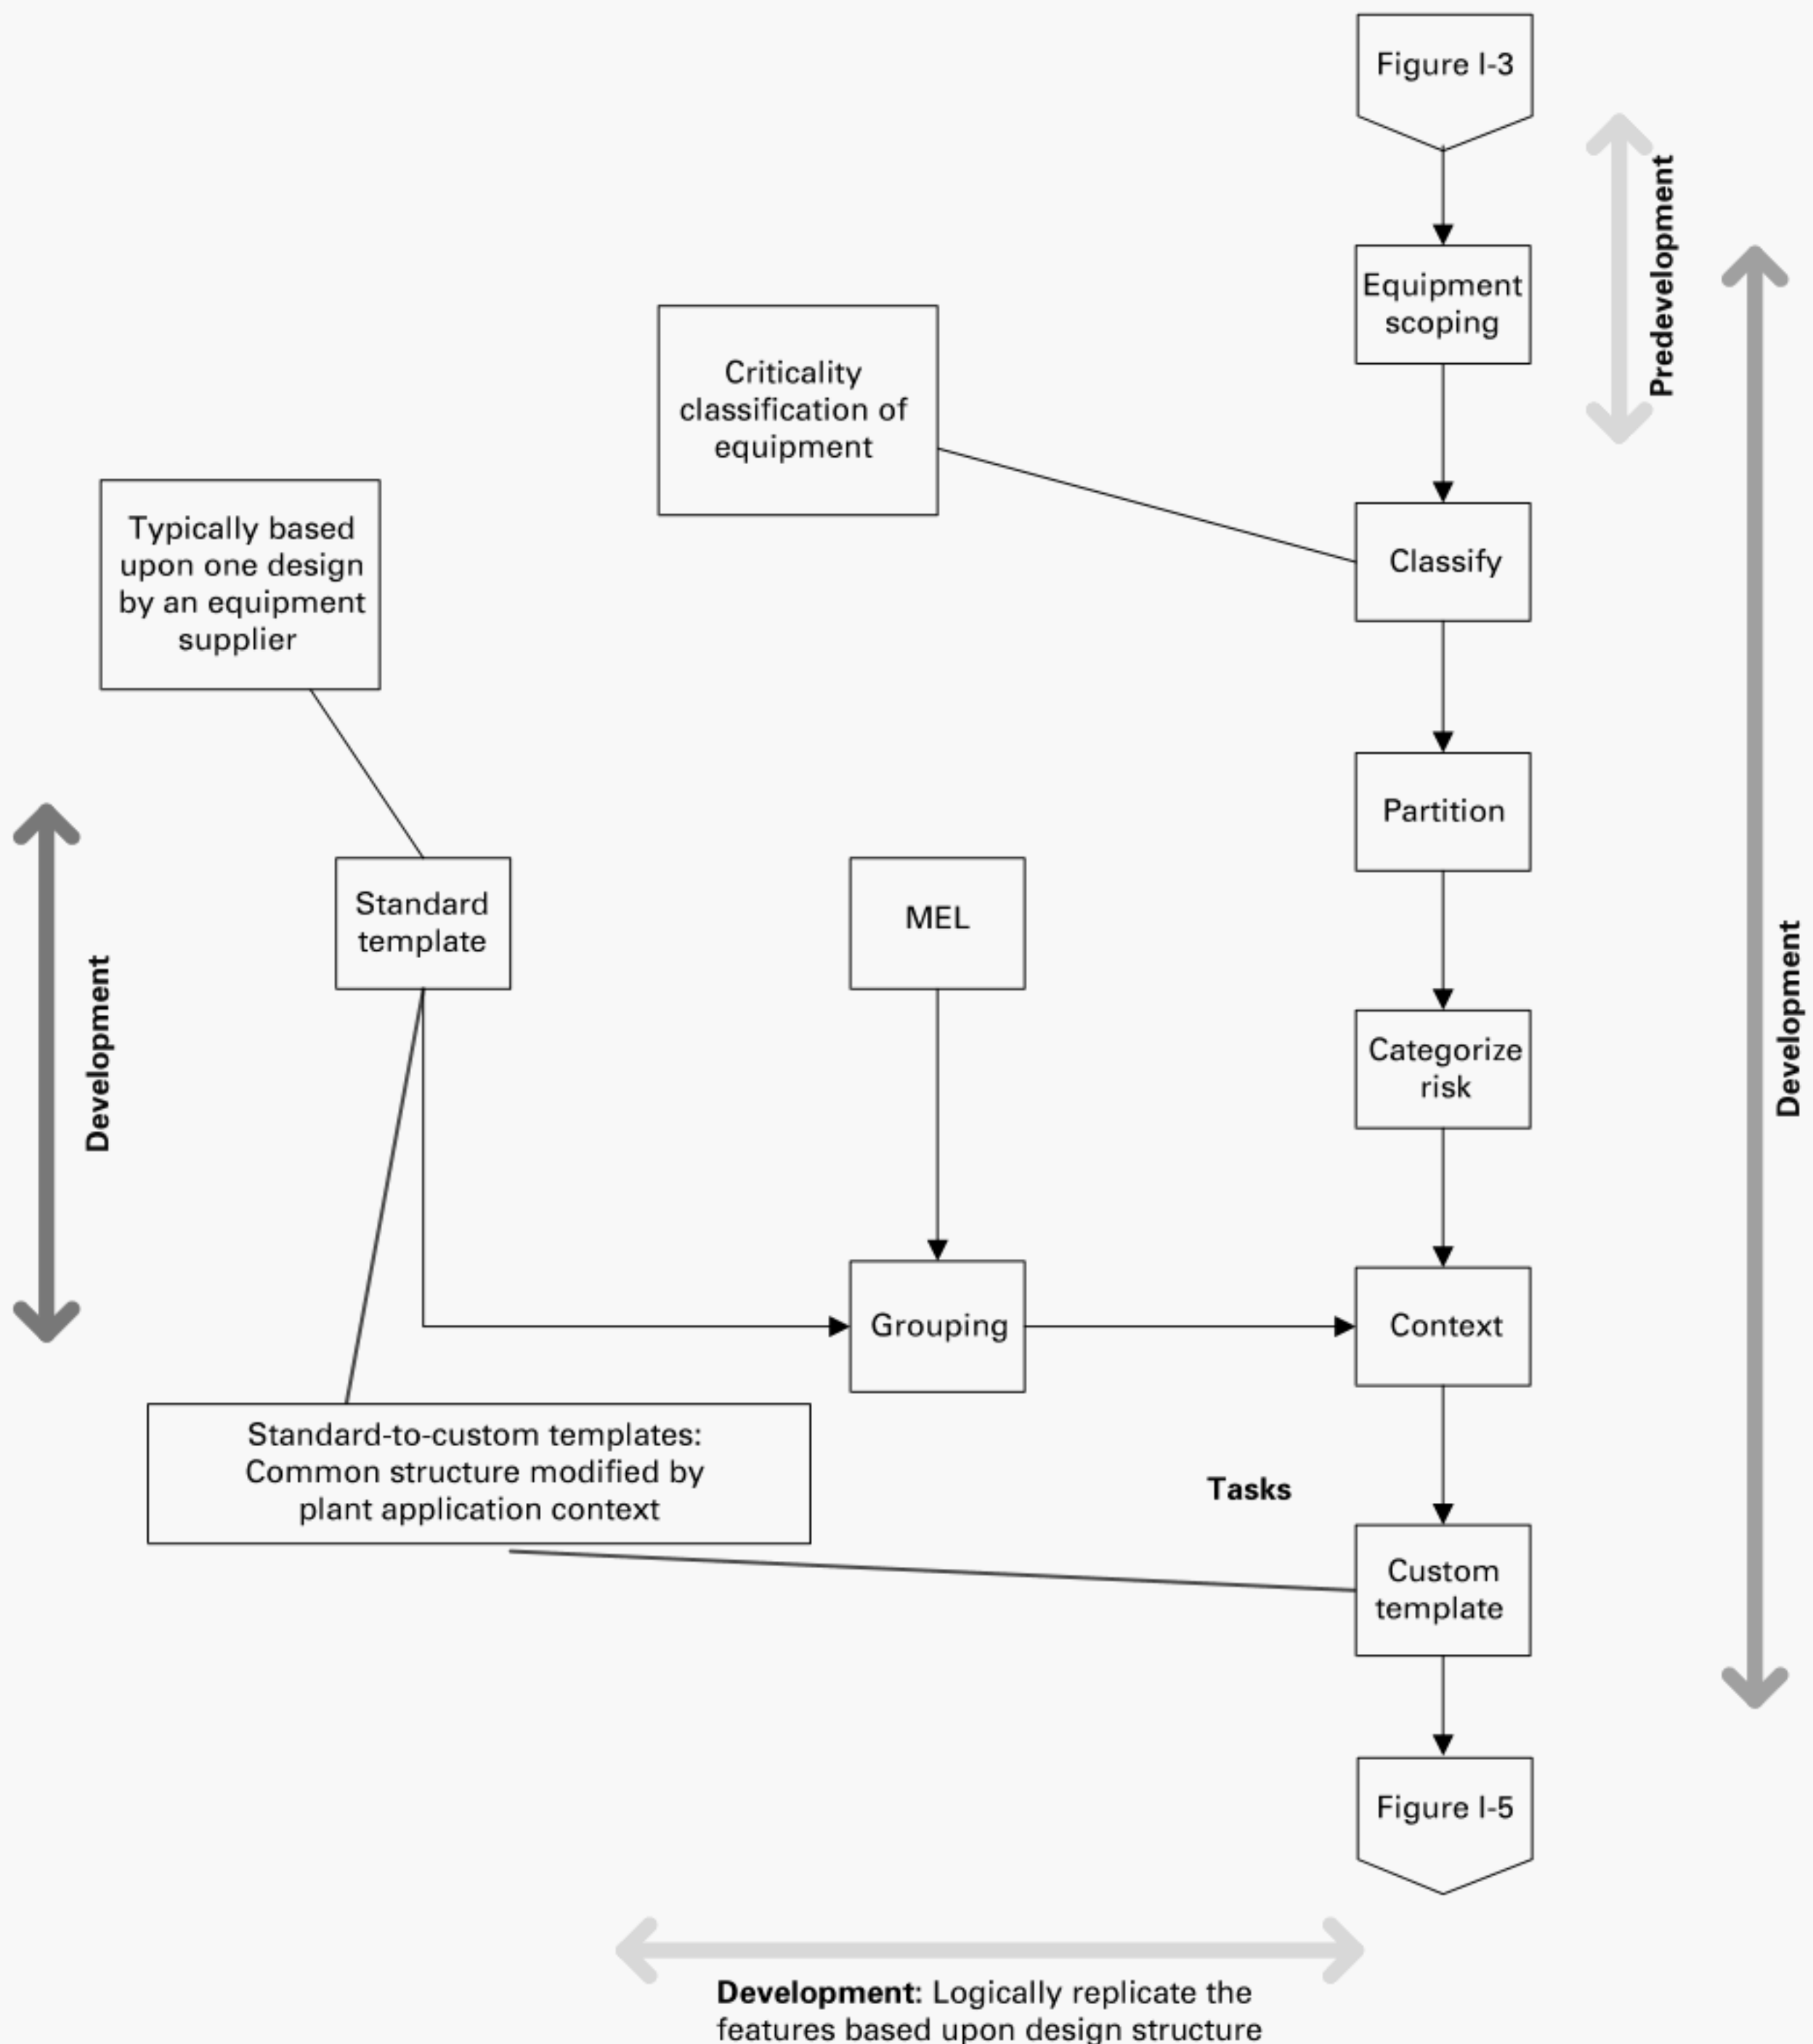 Figure I-3
Predevelopment
Equipment
scoping
Criticality
classification of
equipment
Typically based
upon one design
by an equipment
supplier
Classify
Partition
Standard
template
MEL
Development
Development
Categorize
risk
Grouping
Context
Standard-to-custom templates:
Common structure modified by
plant application context
Tasks
Custom
template
Figure I-5
Development: Logically replicate the
features based upon design structure